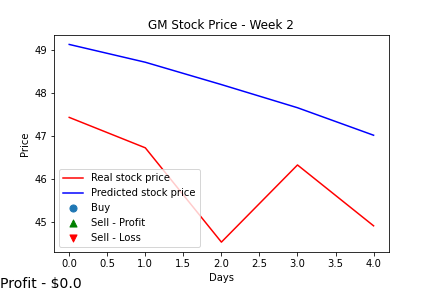 GM Stock Price - Week 2
49
48
47
46
45
Price
Real stock price
Predicted stock price
Buy
Sell - Profit
Sell - Loss
0.0 0.5 1.0 1.5 2.0 2.5 3.0 3.5 4.0
Days
Profit - $0.0